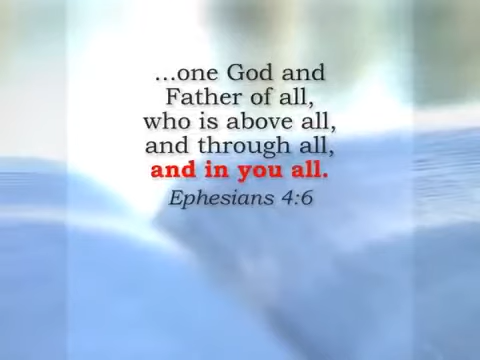 ...one God and
Father of all,
who is above all,
and through all,
and in you all.
Ephesians 4:6